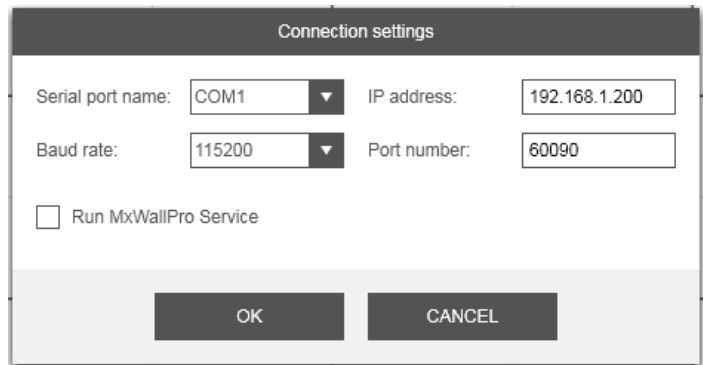 Connection settings
Serial port name: COM1 IP address: 192.168.1.200
Baud rate: 115200 Port number: 60090
Run MxWallPro Service
OK CANCEL